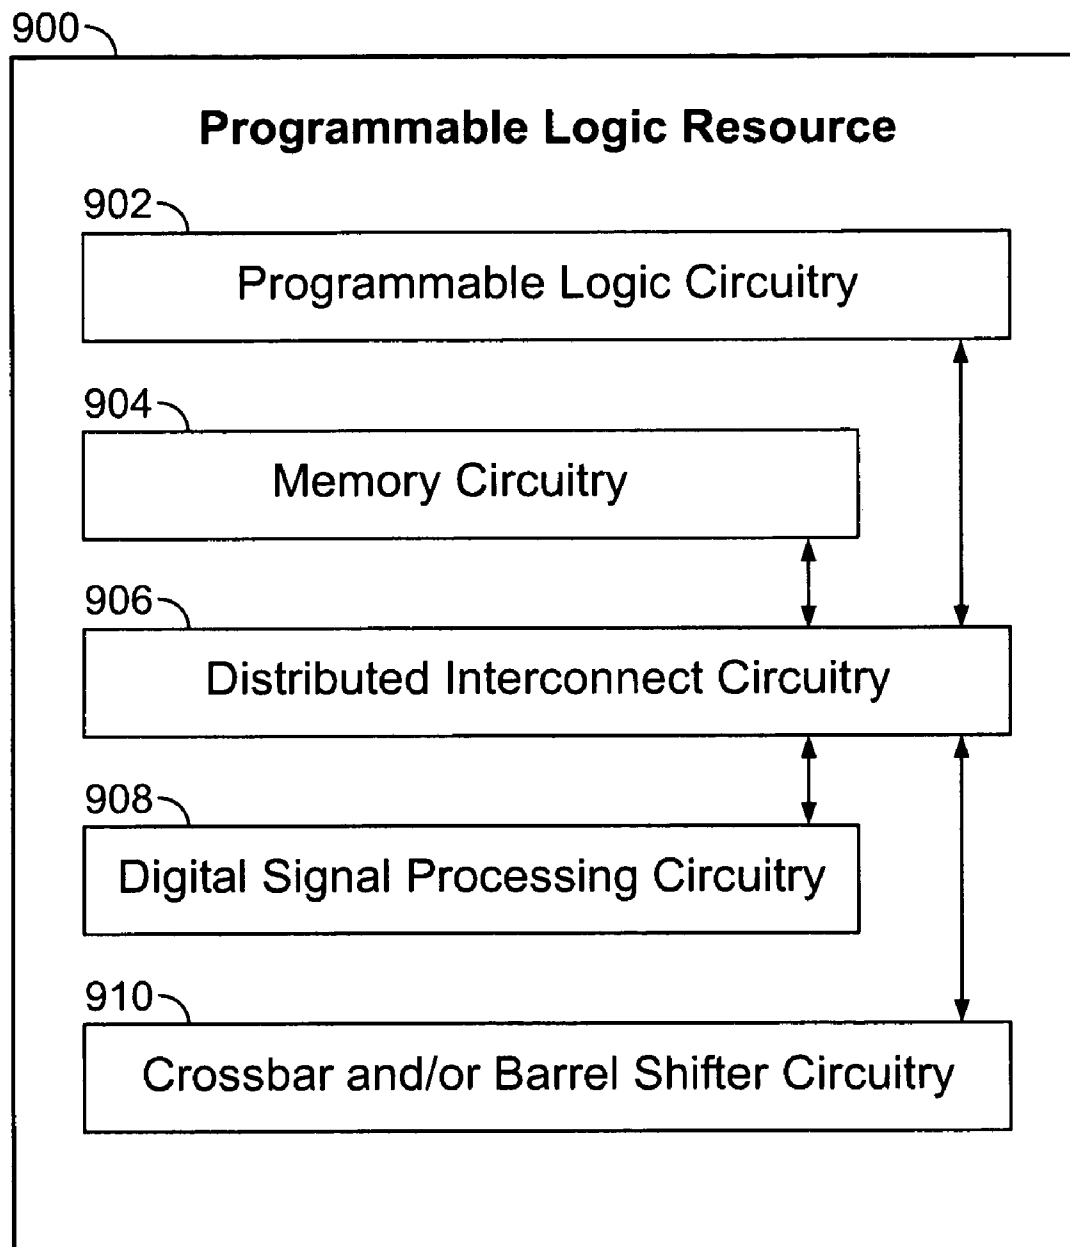 900
Programmable Logic Resource
902
Programmable Logic Circuitry
904
Memory Circuitry
906
Distributed Interconnect Circuitry
908
Digital Signal Processing Circuitry
910
Crossbar and/or Barrel Shifter Circuitry